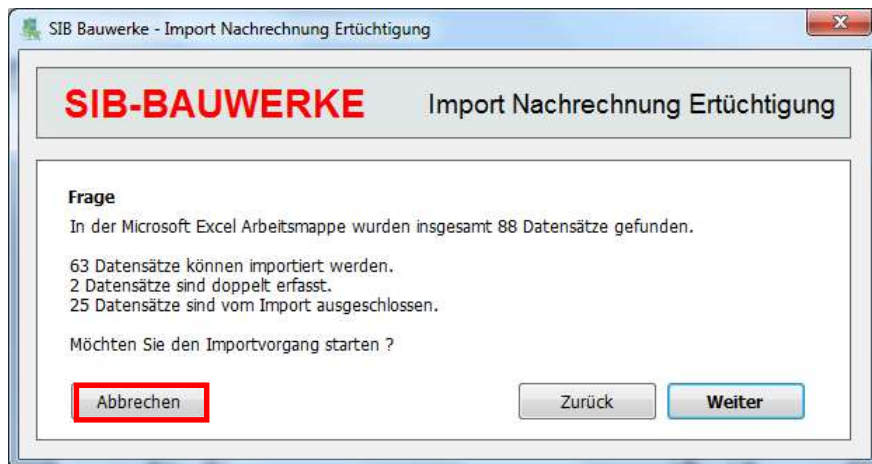 SIB Bauwerke - Import Nachrechnung Ertüchtigung
SIB-BAUWERKE Import Nachrechnung Ertüchtigung
Frage
In der Microsoft Excel Arbeitsmappe wurden insgesamt 88 Datensätze gefunden.
63 Datensätze können importiert werden.
2 Datensätze sind doppelt erfasst.
25 Datensätze sind vom Import ausgeschlossen.
Möchten Sie den Importvorgang starten ?
Abbrechen Zurück Weiter